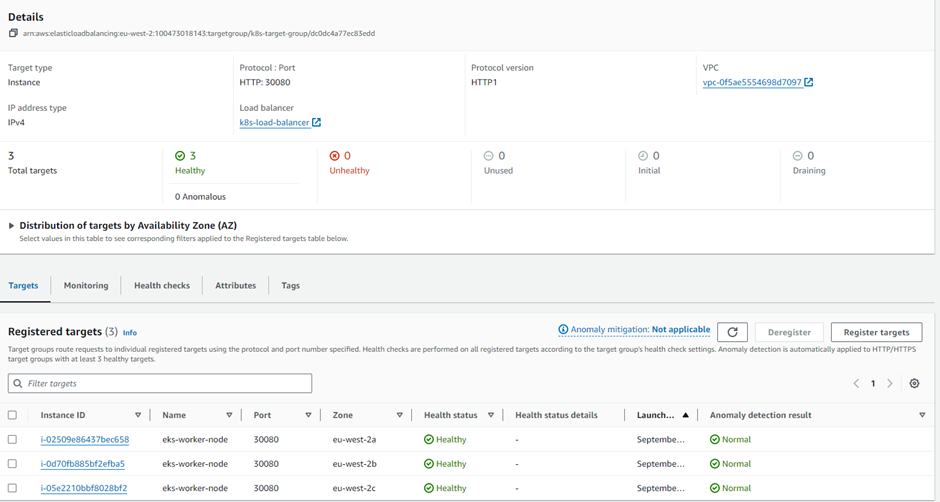 Details
arn:aws:elasticloadbalancing:eu-west-2:100473018143:targetgroup/k8s-target-group/dc0dc4a77ec83edd
Target type
Instance
Protocol : Port
HTTP: 30080
Protocol version
HTTP1
VPC
vpc-0f5ae5554698d7097
IP address type
IPv4
Load balancer
k8s-load-balancer
3
Total targets
3
Healthy
0 Anomalous
0
Unhealthy
0
Unused
0
Initial
0
Draining
Distribution of targets by Availability Zone (AZ)
Select values in this table to see corresponding filters applied to the Registered targets table below.
Targets Monitoring Health checks Attributes Tags
Registered targets (3) Info
Anomaly mitigation: Not applicable
Deregister
Register targets
Target groups route requests to individual registered targets using the protocol and port number specified. Health checks are performed on all registered targets according to the target group's health check settings. Anomaly detection is automatically applied to HTTP/HTTPS
target groups with at least 3 healthy targets.
Filter targets
1
Instance ID Name Port Zone Health status Health status details Launch... Anomaly detection result
i-02509e86437bec658 eks-worker-node 30080 eu-west-2a Healthy - Septembe... Normal
i-0d70fb885bf2efba5 eks-worker-node 30080 eu-west-2b Healthy - Septembe... Normal
i-05e2210bbf8028bf2 eks-worker-node 30080 eu-west-2c Healthy - Septembe... Normal